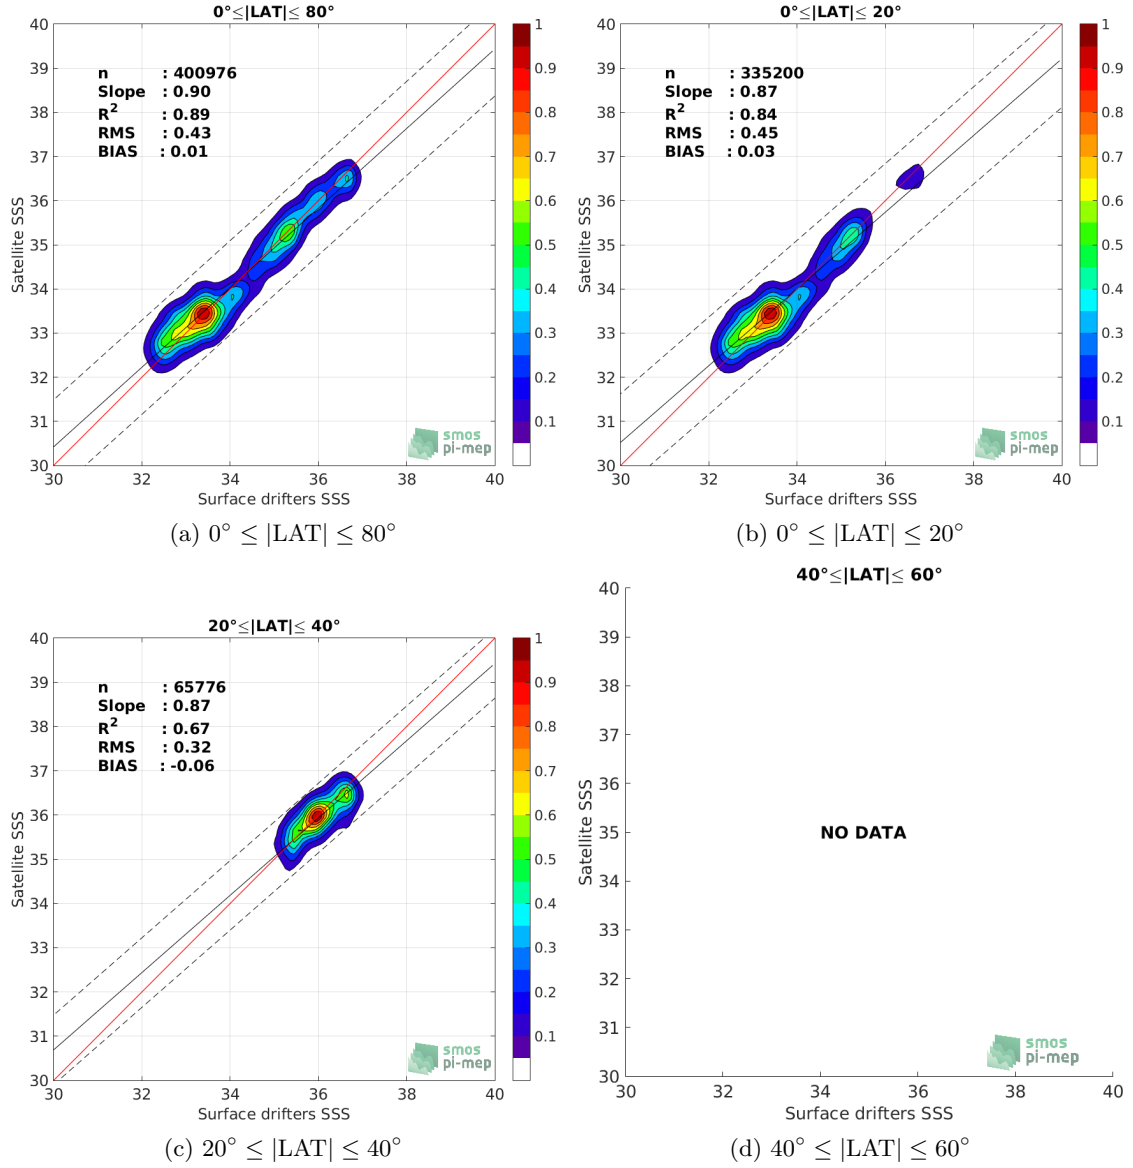 0°≤|LAT|≤ 80°
40
39
38
37
36
35
34
33
32
31
30
Satellite SSS
n : 400976
Slope : 0.90
R2 : 0.89
RMS : 0.43
BIAS : 0.01
smos
pi-mep
30 32 34 36 38 40
Surface drifters SSS
1
0.9
0.8
0.7
0.6
0.5
0.4
0.3
0.2
0.1
(a) 0° ≤ |LAT| ≤ 80°
0°≤|LAT|≤ 20°
40
39
38
37
36
35
34
33
32
31
30
Satellite SSS
n : 335200
Slope : 0.87
R2 : 0.84
RMS : 0.45
BIAS : 0.03
smos
pi-mep
30 32 34 36 38 40
Surface drifters SSS
1
0.9
0.8
0.7
0.6
0.5
0.4
0.3
0.2
0.1
(b) 0° ≤ |LAT| ≤ 20°
20°≤|LAT|≤ 40°
40
39
38
37
36
35
34
33
32
31
30
Satellite SSS
n : 65776
Slope : 0.87
R2 : 0.67
RMS : 0.32
BIAS : -0.06
smos
pi-mep
30 32 34 36 38 40
Surface drifters SSS
1
0.9
0.8
0.7
0.6
0.5
0.4
0.3
0.2
0.1
(c) 20° ≤ |LAT| ≤ 40°
40°≤|LAT|≤ 60°
40
39
38
37
36
35
34
33
32
31
30
Satellite SSS
NO DATA
smos
pi-mep
30 32 34 36 38 40
Surface drifters SSS
(d) 40° ≤ |LAT| ≤ 60°